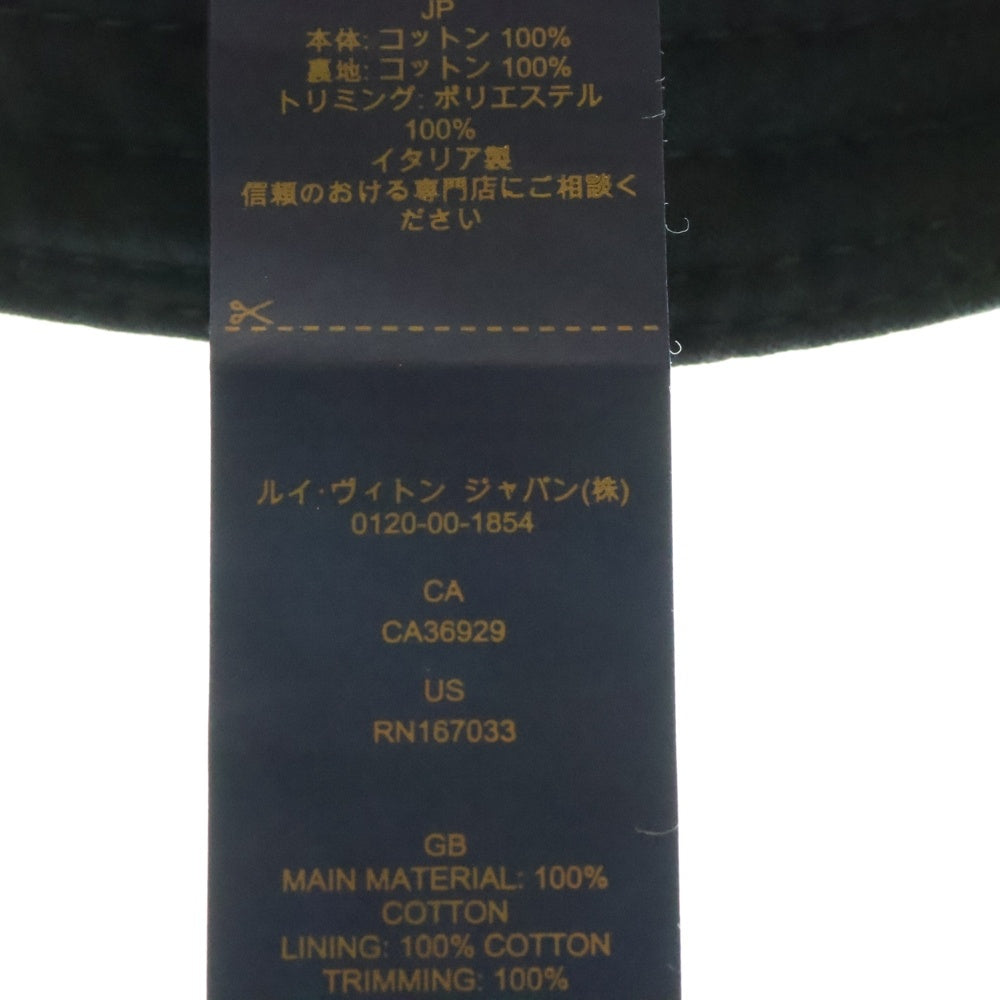 JP
本体: コットン 100%
裏地: コットン 100%
トリミング: ポリエステル
100%
イタリア製
信頼のおける専門店にご相談く
ださい
ルイ·ヴィトン ジャパン(株)
0120-00-1854
CA
CA36929
US
RN167033
GB
MAIN MATERIAL: 100%
COTTON
LINING: 100% COTTON
TRIMMING: 100%